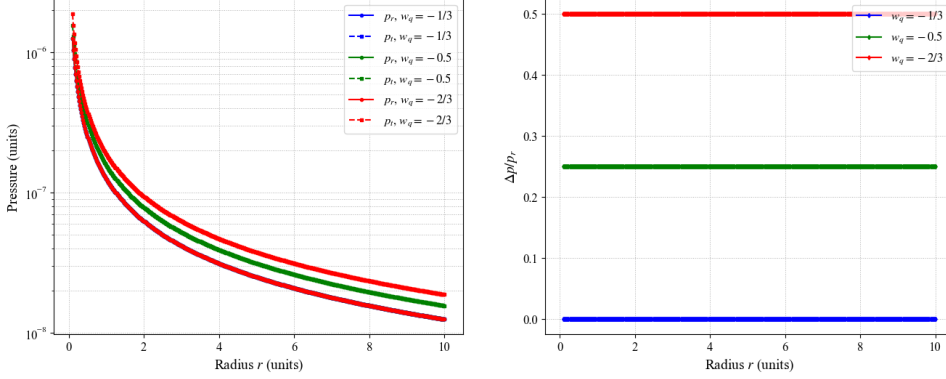 10⁻⁶
10⁻⁷
10⁻⁸
Pressure (units)
0 2 4 6 8 10
Radius r (units)
p_r, w_q = −1/3
p_t, w_q = −1/3
p_r, w_q = −0.5
p_t, w_q = −0.5
p_r, w_q = −2/3
p_t, w_q = −2/3
0.5
0.4
0.3
0.2
0.1
0.0
Δp/p_r
0 2 4 6 8 10
Radius r (units)
w_q = −1/3
w_q = −0.5
w_q = −2/3